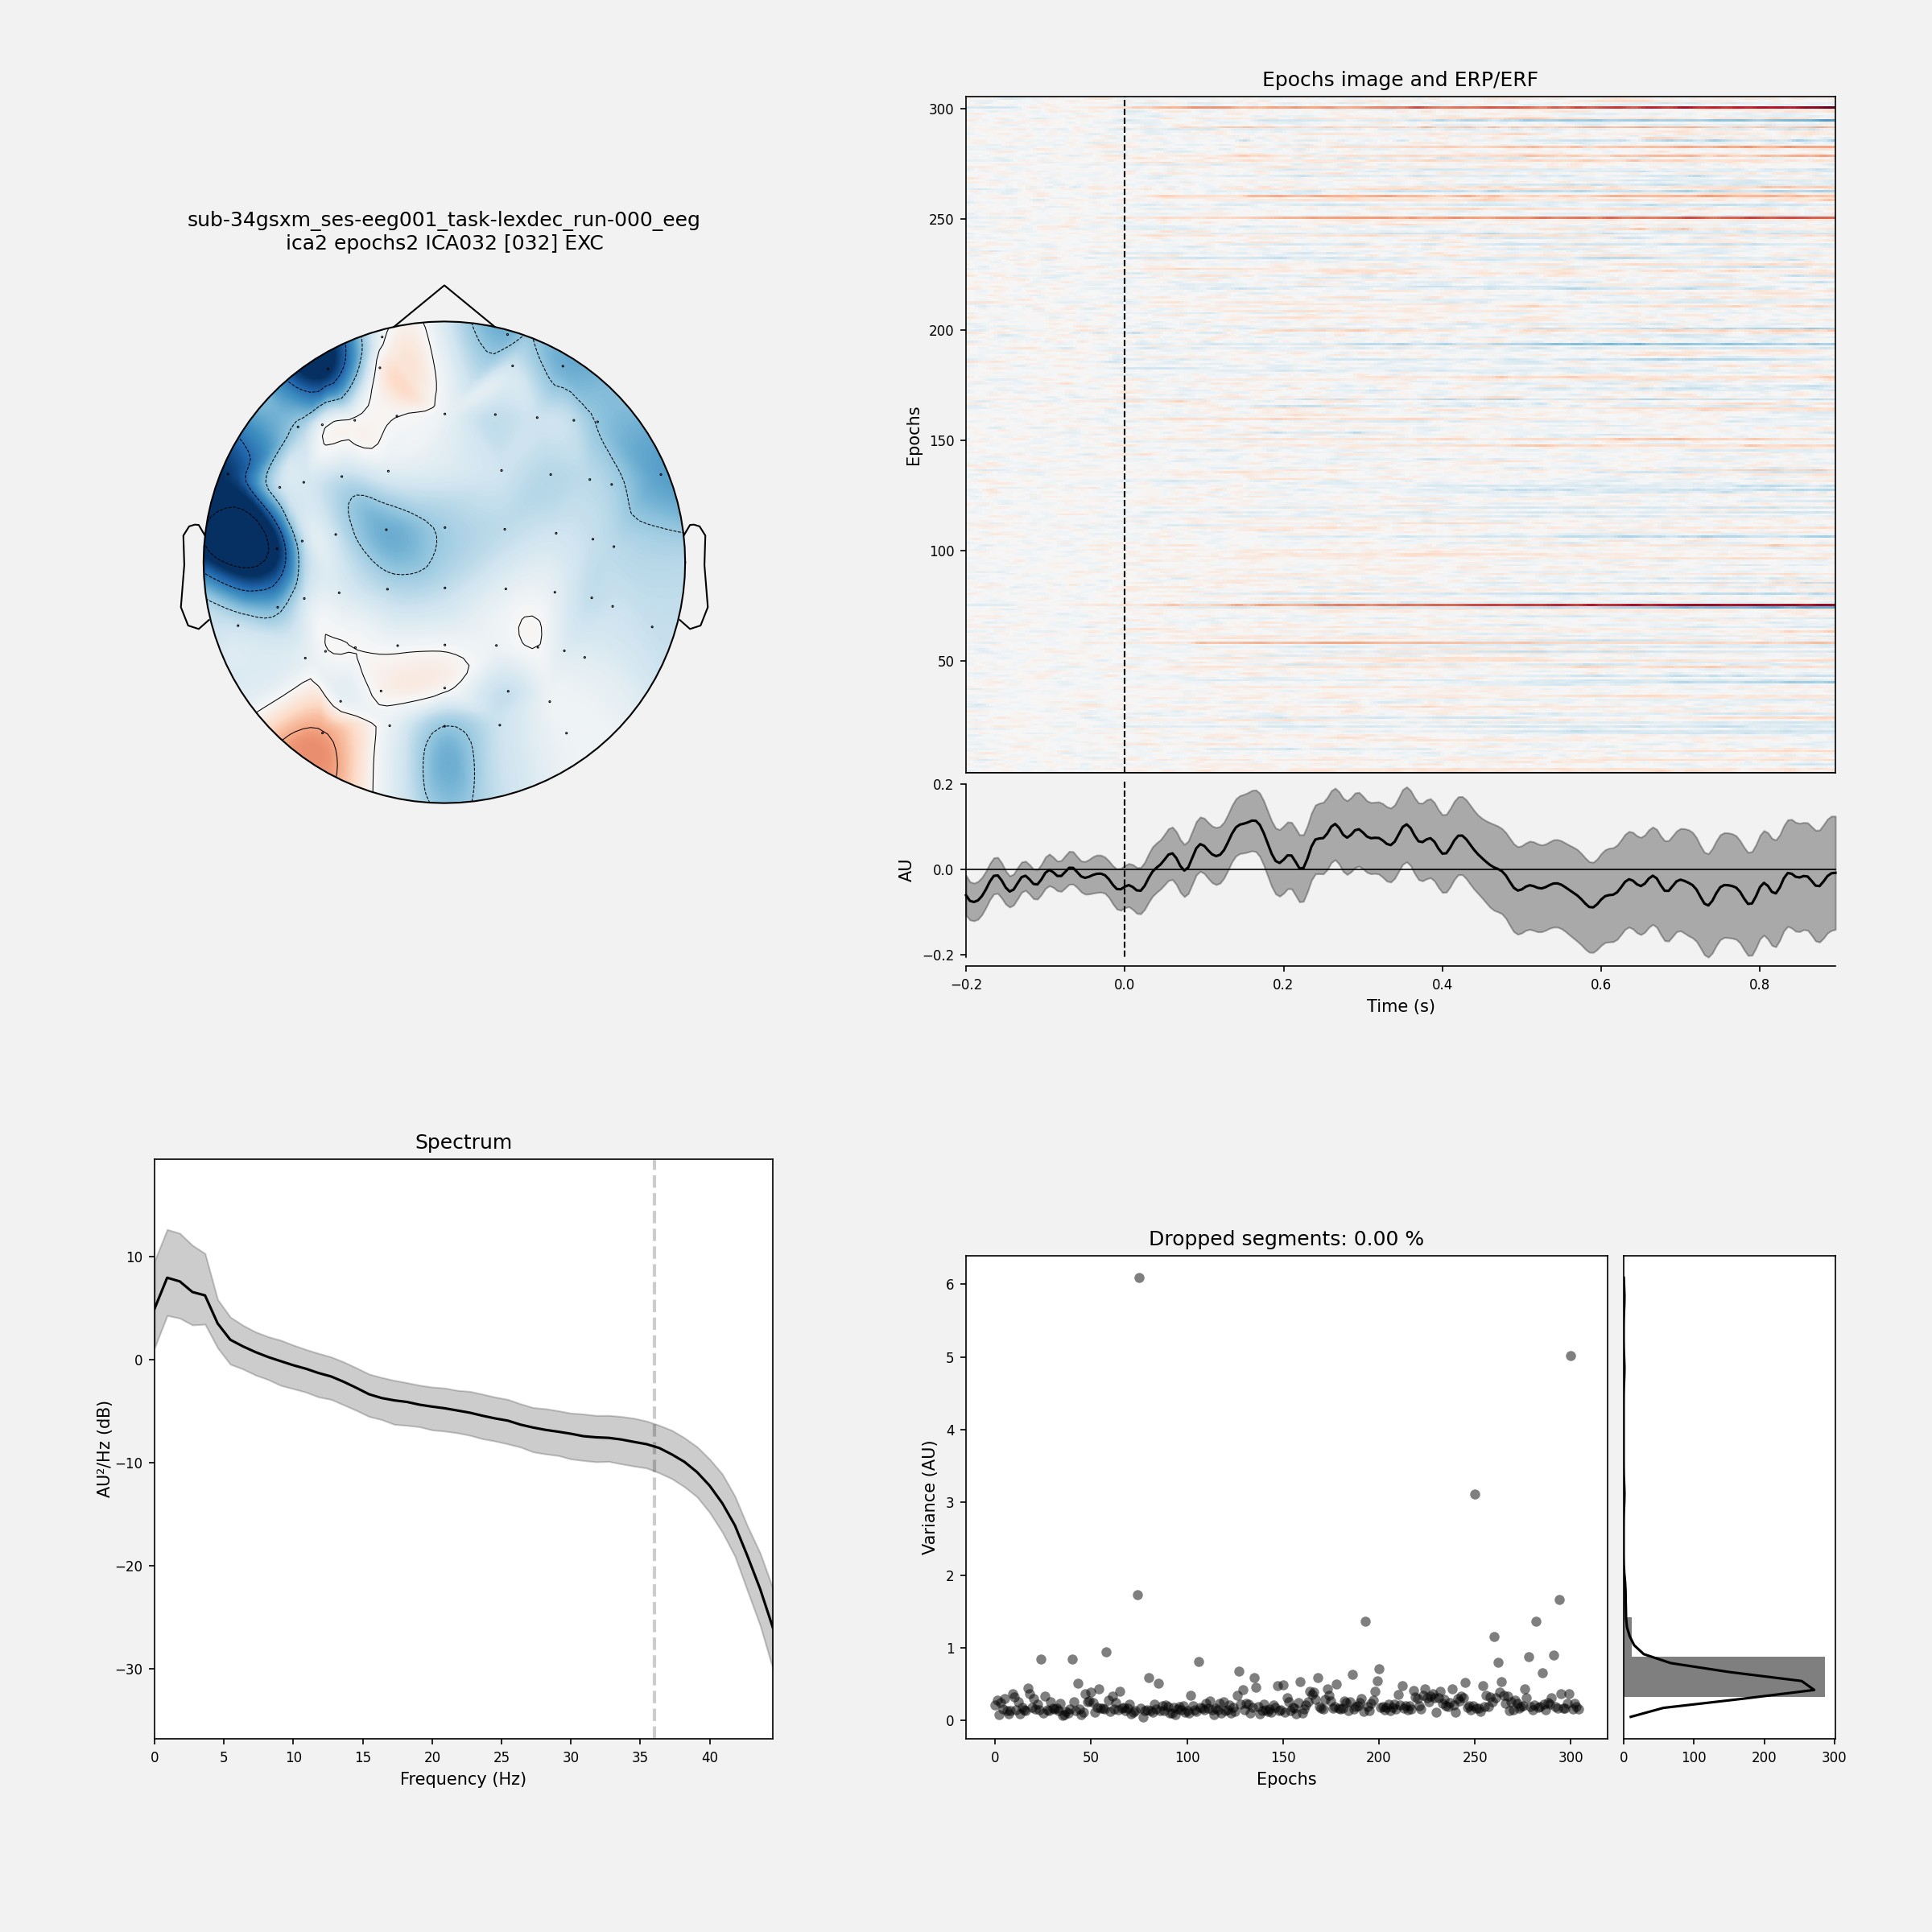 sub-34gsxm_ses-eeg001_task-lexdec_run-000_eeg
ica2 epochs2 ICA032 [032] EXC
Epochs image and ERP/ERF
Epochs
300
250
200
150
100
50
AU
0.2
0.0
−0.2
−0.2 0.0 0.2 0.4 0.6 0.8
Time (s)
Spectrum
AU²/Hz (dB)
10
0
−10
−20
−30
0 5 10 15 20 25 30 35 40
Frequency (Hz)
Dropped segments: 0.00 %
Variance (AU)
6
5
4
3
2
1
0
0 50 100 150 200 250 300
Epochs
0 100 200 300